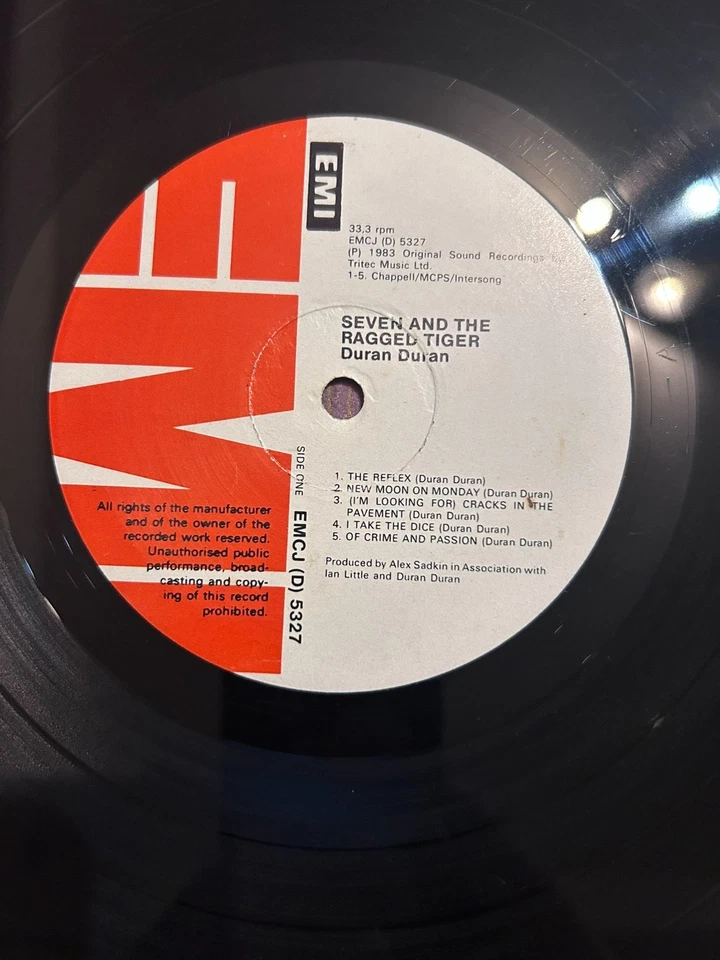 EMI
33,3 rpm
EMCJ (D) 5327
(P) 1983 Original Sound Recordings
Tritec Music Ltd.
1-5. Chappell/MCPS/Intersong
SEVEN AND THE
RAGGED TIGER
Duran Duran
1. THE REFLEX (Duran Duran)
2. NEW MOON ON MONDAY (Duran Duran)
3. (I'M LOOKING FOR) CRACKS IN THE
PAVEMENT (Duran Duran)
4. I TAKE THE DICE (Duran Duran)
5. OF CRIME AND PASSION (Duran Duran)
Produced by Alex Sadkin in Association with
Ian Little and Duran Duran
SIDE ONE EMCJ (D) 5327
All rights of the manufacturer
and of the owner of the
recorded work reserved.
Unauthorised public
performance, broad-
casting and copy-
ing of this record
prohibited.
EMI